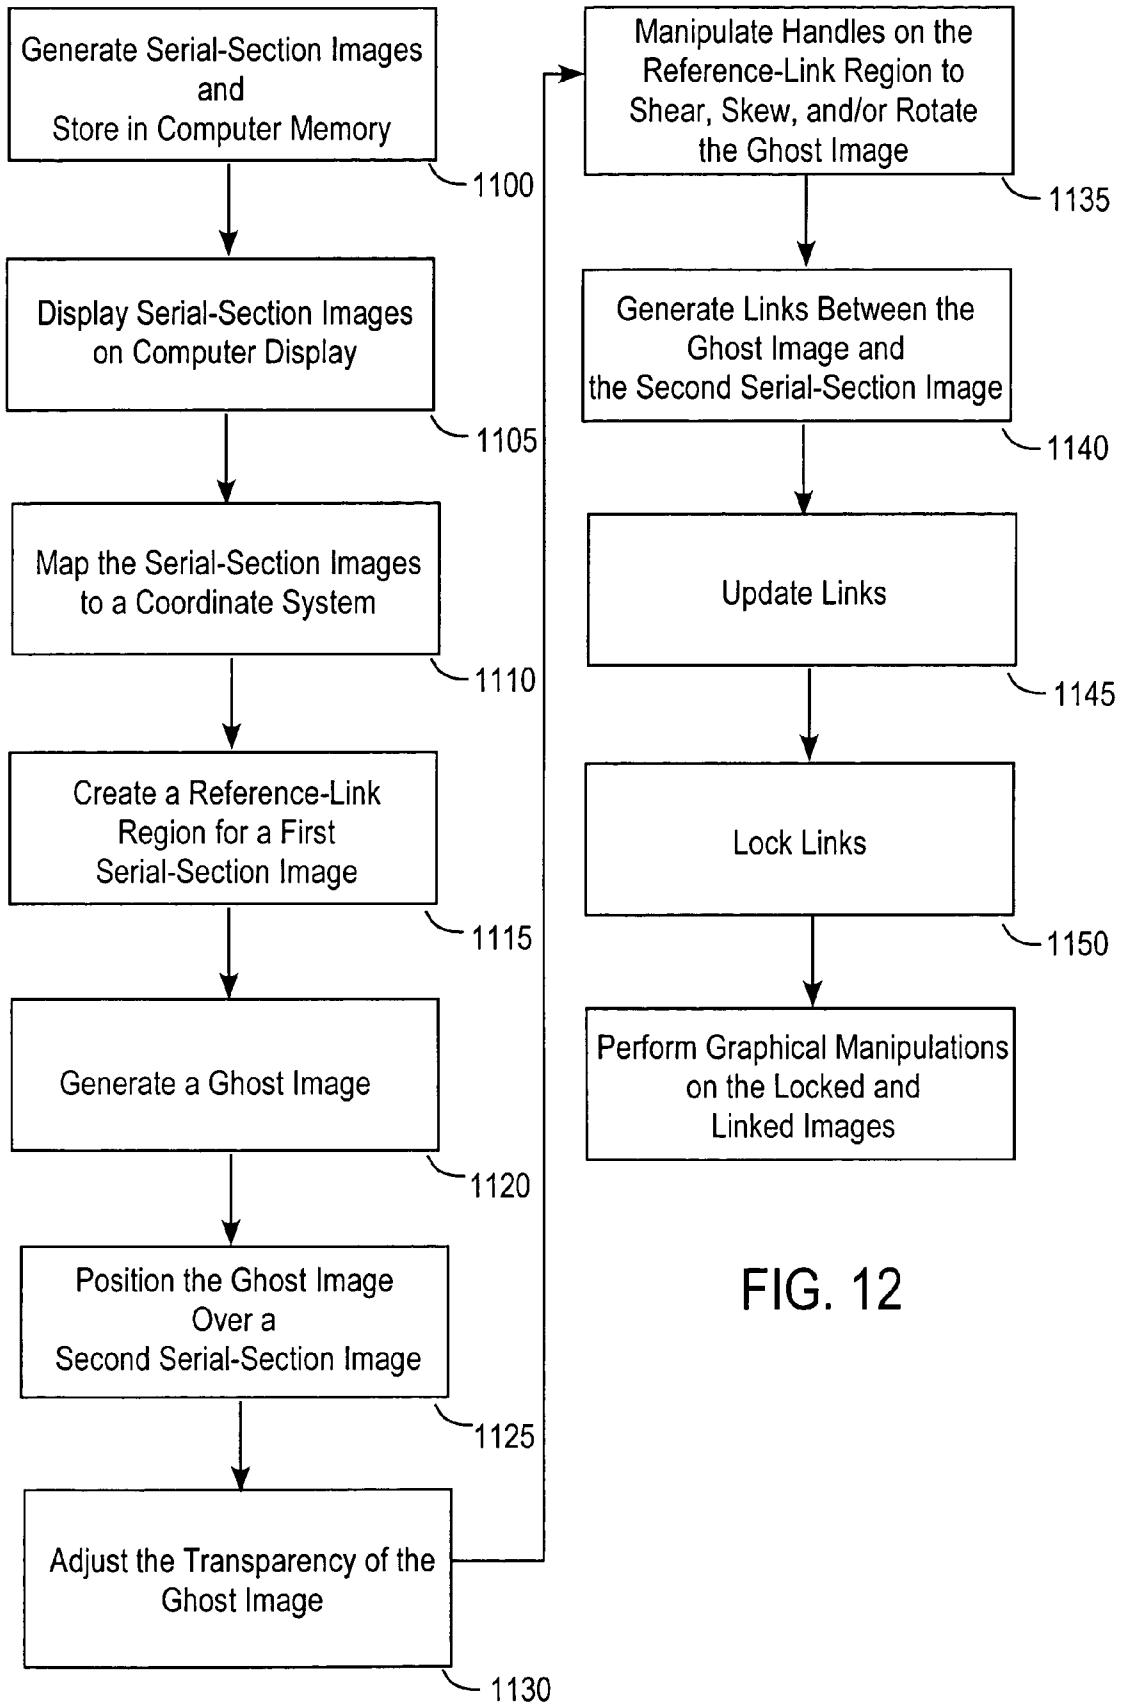 Generate Serial-Section Images
and
Store in Computer Memory
1100
Display Serial-Section Images
on Computer Display
1105
Map the Serial-Section Images
to a Coordinate System
1110
Create a Reference-Link
Region for a First
Serial-Section Image
1115
Generate a Ghost Image
1120
Position the Ghost Image
Over a
Second Serial-Section Image
1125
Adjust the Transparency of the
Ghost Image
1130
Manipulate Handles on the
Reference-Link Region to
Shear, Skew, and/or Rotate
the Ghost Image
1135
Generate Links Between the
Ghost Image and
the Second Serial-Section Image
1140
Update Links
1145
Lock Links
1150
Perform Graphical Manipulations
on the Locked and
Linked Images
FIG. 12